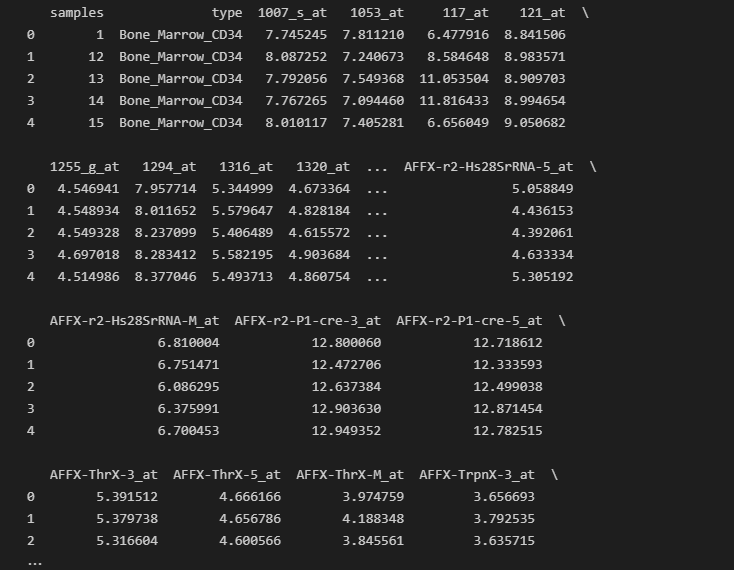 samples type 1007_s_at 1053_at 117_at 121_at \
0 1 Bone_Marrow_CD34 7.745245 7.811210 6.477916 8.841506
1 12 Bone_Marrow_CD34 8.087252 7.240673 8.584648 8.983571
2 13 Bone_Marrow_CD34 7.792056 7.549368 11.053504 8.909703
3 14 Bone_Marrow_CD34 7.767265 7.094460 11.816433 8.994654
4 15 Bone_Marrow_CD34 8.010117 7.405281 6.656049 9.050682
1255_g_at 1294_at 1316_at 1320_at ... AFFX-r2-Hs28SrRNA-5_at \
0 4.546941 7.957714 5.344999 4.673364 ... 5.058849
1 4.548934 8.011652 5.579647 4.828184 ... 4.436153
2 4.549328 8.237099 5.406489 4.615572 ... 4.392061
3 4.697018 8.283412 5.582195 4.903684 ... 4.633334
4 4.514986 8.377046 5.493713 4.860754 ... 5.305192
AFFX-r2-Hs28SrRNA-M_at AFFX-r2-P1-cre-3_at AFFX-r2-P1-cre-5_at \
0 6.810004 12.800060 12.718612
1 6.751471 12.472706 12.333593
2 6.086295 12.637384 12.499038
3 6.375991 12.903630 12.871454
4 6.700453 12.949352 12.782515
AFFX-ThrX-3_at AFFX-ThrX-5_at AFFX-ThrX-M_at AFFX-TrpnX-3_at \
0 5.391512 4.666166 3.974759 3.656693
1 5.379738 4.656786 4.188348 3.792535
2 5.316604 4.600566 3.845561 3.635715
...